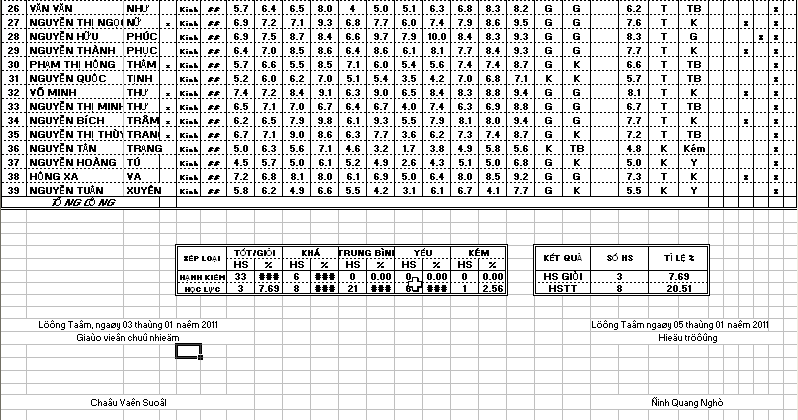 26 VĂN VĂN NHƯ Kinh ## 5.7 6.4 6.5 8.0 4 5.0 5.1 6.3 6.8 8.3 8.2 G G 6.2 T TB x
27 NGUYỄN THỊ NGỌC NỮ x Kinh ## 6.9 7.2 7.1 9.3 6.8 7.7 6.0 7.4 7.9 8.6 9.5 G G 7.6 T K x x
28 NGUYỄN HỮU PHÚC Kinh ## 6.9 7.5 8.7 8.4 6.6 9.7 7.9 10.0 8.3 8.4 9.3 G G 8.3 T G x x
29 NGUYỄN THÀNH PHỤC Kinh ## 6.4 7.0 8.5 8.6 6.4 8.6 6.1 8.1 7.7 8.4 9.3 G G 7.7 T K x x
30 PHẠM THỊ HỒNG THẮM x Kinh ## 5.7 6.6 5.5 8.5 7.1 6.0 5.4 5.6 7.4 7.4 8.7 G K 6.6 T TB x
31 NGUYỄN QUỐC TỊNH Kinh ## 5.2 6.0 6.2 7.0 5.1 5.4 3.5 4.2 7.0 6.8 7.1 K K 5.7 T TB x
32 VÕ MINH THƯ x Kinh ## 7.4 7.2 8.4 9.1 6.3 9.0 6.5 8.4 8.3 8.8 9.4 G G 8.1 T K x x
33 NGUYỄN THỊ MINH THƯ x Kinh ## 6.5 7.1 7.0 6.7 6.4 6.7 4.0 7.4 6.3 6.9 8.8 G G 6.7 T TB x
34 NGUYỄN BÍCH TRÂM x Kinh ## 6.2 6.5 7.9 9.8 6.1 9.3 5.5 7.9 8.1 8.0 9.4 G G 7.7 T K x x
35 NGUYỄN THỊ THÙY TRANG x Kinh ## 6.7 7.1 9.0 8.6 6.3 7.7 3.6 6.2 7.3 7.4 8.7 G K 7.2 T TB x
36 NGUYỄN TẤN TRẠNG Kinh ## 5.0 6.3 5.6 7.1 4.6 3.2 1.7 3.8 4.9 5.8 5.6 K TB 4.8 K Kém x
37 NGUYỄN HOÀNG TÚ Kinh ## 4.5 5.7 5.0 6.1 5.2 4.9 2.6 4.3 5.1 5.0 6.8 G K 5.0 K Y x
38 HỒNG XA VA Kinh ## 7.2 6.8 8.1 8.0 6.1 6.9 5.0 6.4 8.0 8.5 9.2 G G 7.3 T K x x
39 NGUYỄN TUẤN XUYÊN Kinh ## 5.8 6.2 4.9 6.6 5.5 4.2 3.1 6.1 6.7 4.1 7.7 G G 5.5 K Y x
TỔNG CỘNG
XẾP LOẠI TỐT/GIỎI KHÁ TRUNG BÌNH YẾU KÉM
HS % HS % HS % HS % HS %
HẠNH KIỂM 33 ### 6 ### 0 0.00 0 0.00 0 0.00
HỌC LỰC 3 7.69 8 ### 21 ### 6 ### 1 2.56
KẾT QUẢ SỐ HS TỈ LỆ %
HS GIỎI 3 7.69
HSTT 8 20.51
Löông Taâm, ngaøy 03 thaùng 01 naêm 2011
Löông Taâm ngaøy 05 thaùng 01 naêm 2011
Giaùo vieân chuû nhieäm
Hieäu tröôûng
Chaâu Vaên Suoâl
Ñinh Quang Nghò